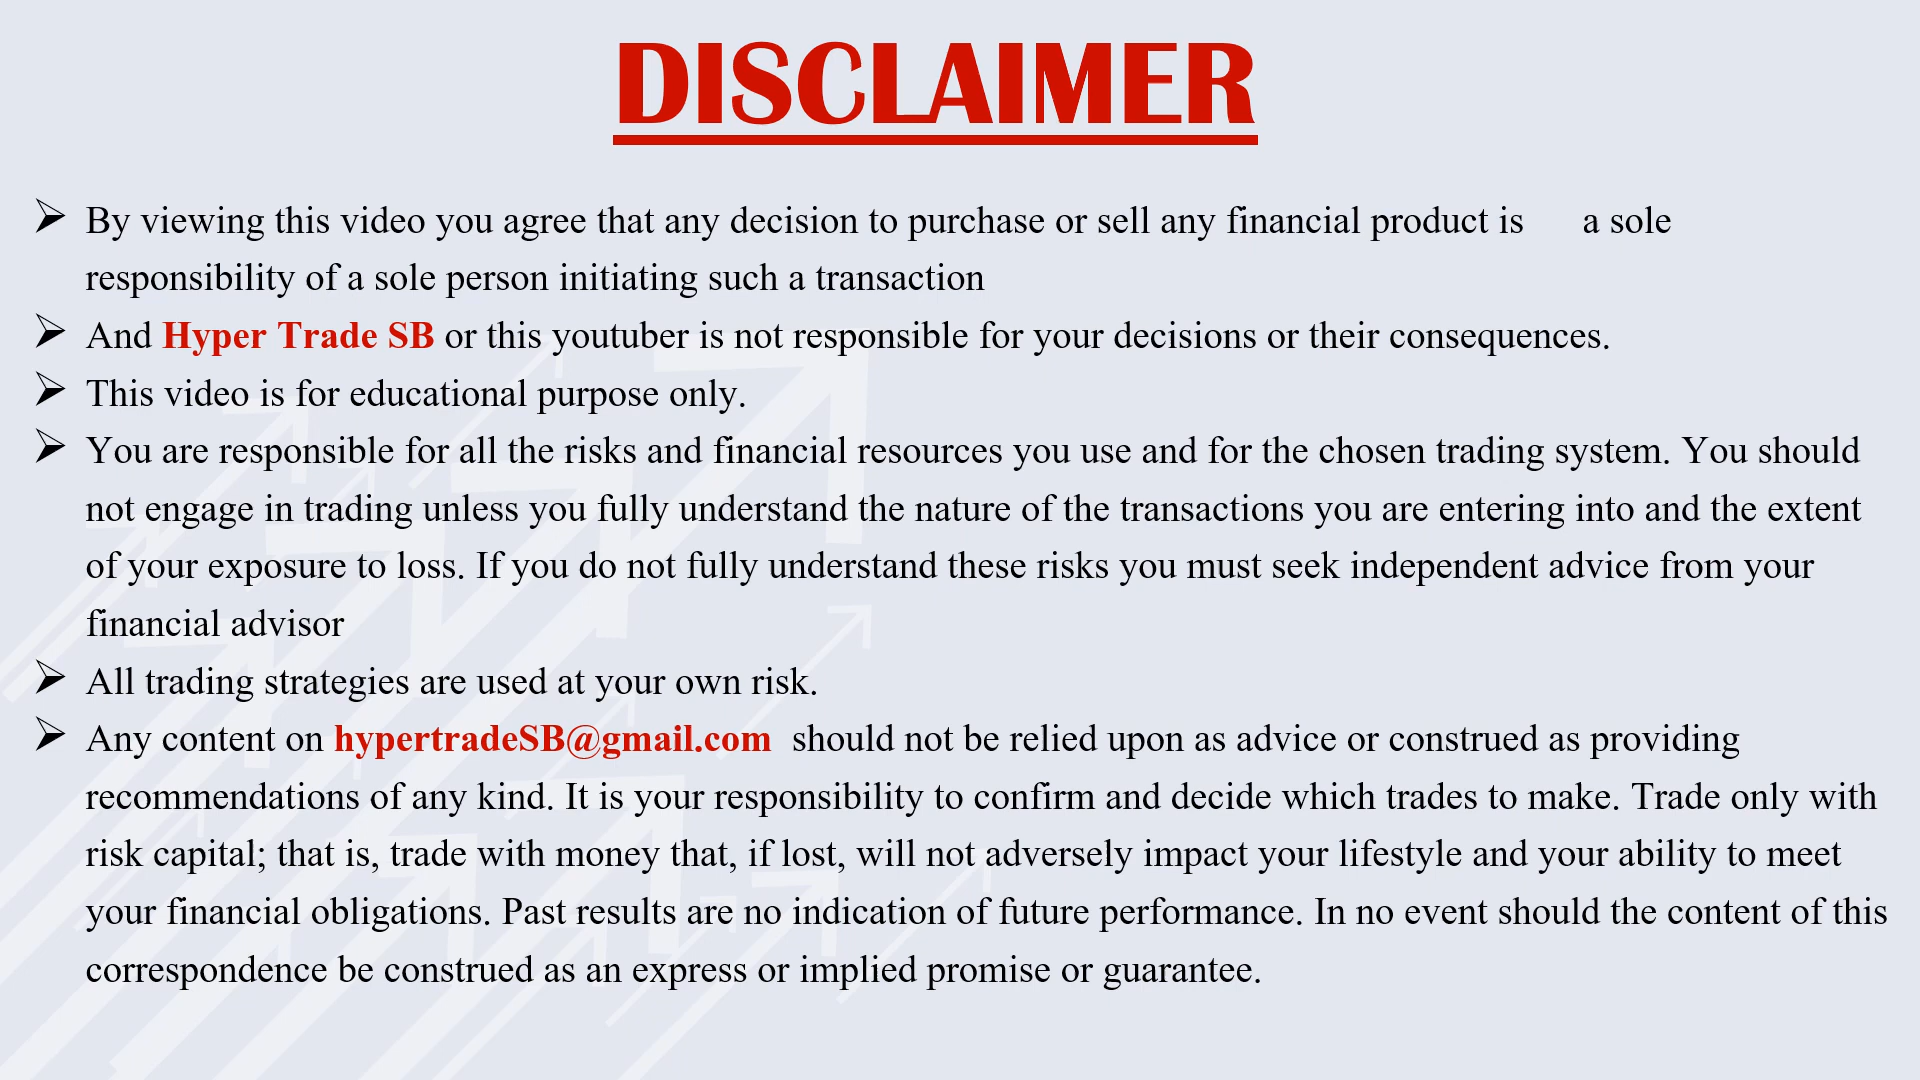 DISCLAIMER
➢ By viewing this video you agree that any decision to purchase or sell any financial product is a sole
responsibility of a sole person initiating such a transaction
➢ And Hyper Trade SB or this youtuber is not responsible for your decisions or their consequences.
➢ This video is for educational purpose only.
➢ You are responsible for all the risks and financial resources you use and for the chosen trading system. You should
not engage in trading unless you fully understand the nature of the transactions you are entering into and the extent
of your exposure to loss. If you do not fully understand these risks you must seek independent advice from your
financial advisor
➢ All trading strategies are used at your own risk.
➢ Any content on hypertradeSB@gmail.com should not be relied upon as advice or construed as providing
recommendations of any kind. It is your responsibility to confirm and decide which trades to make. Trade only with
risk capital; that is, trade with money that, if lost, will not adversely impact your lifestyle and your ability to meet
your financial obligations. Past results are no indication of future performance. In no event should the content of this
correspondence be construed as an express or implied promise or guarantee.